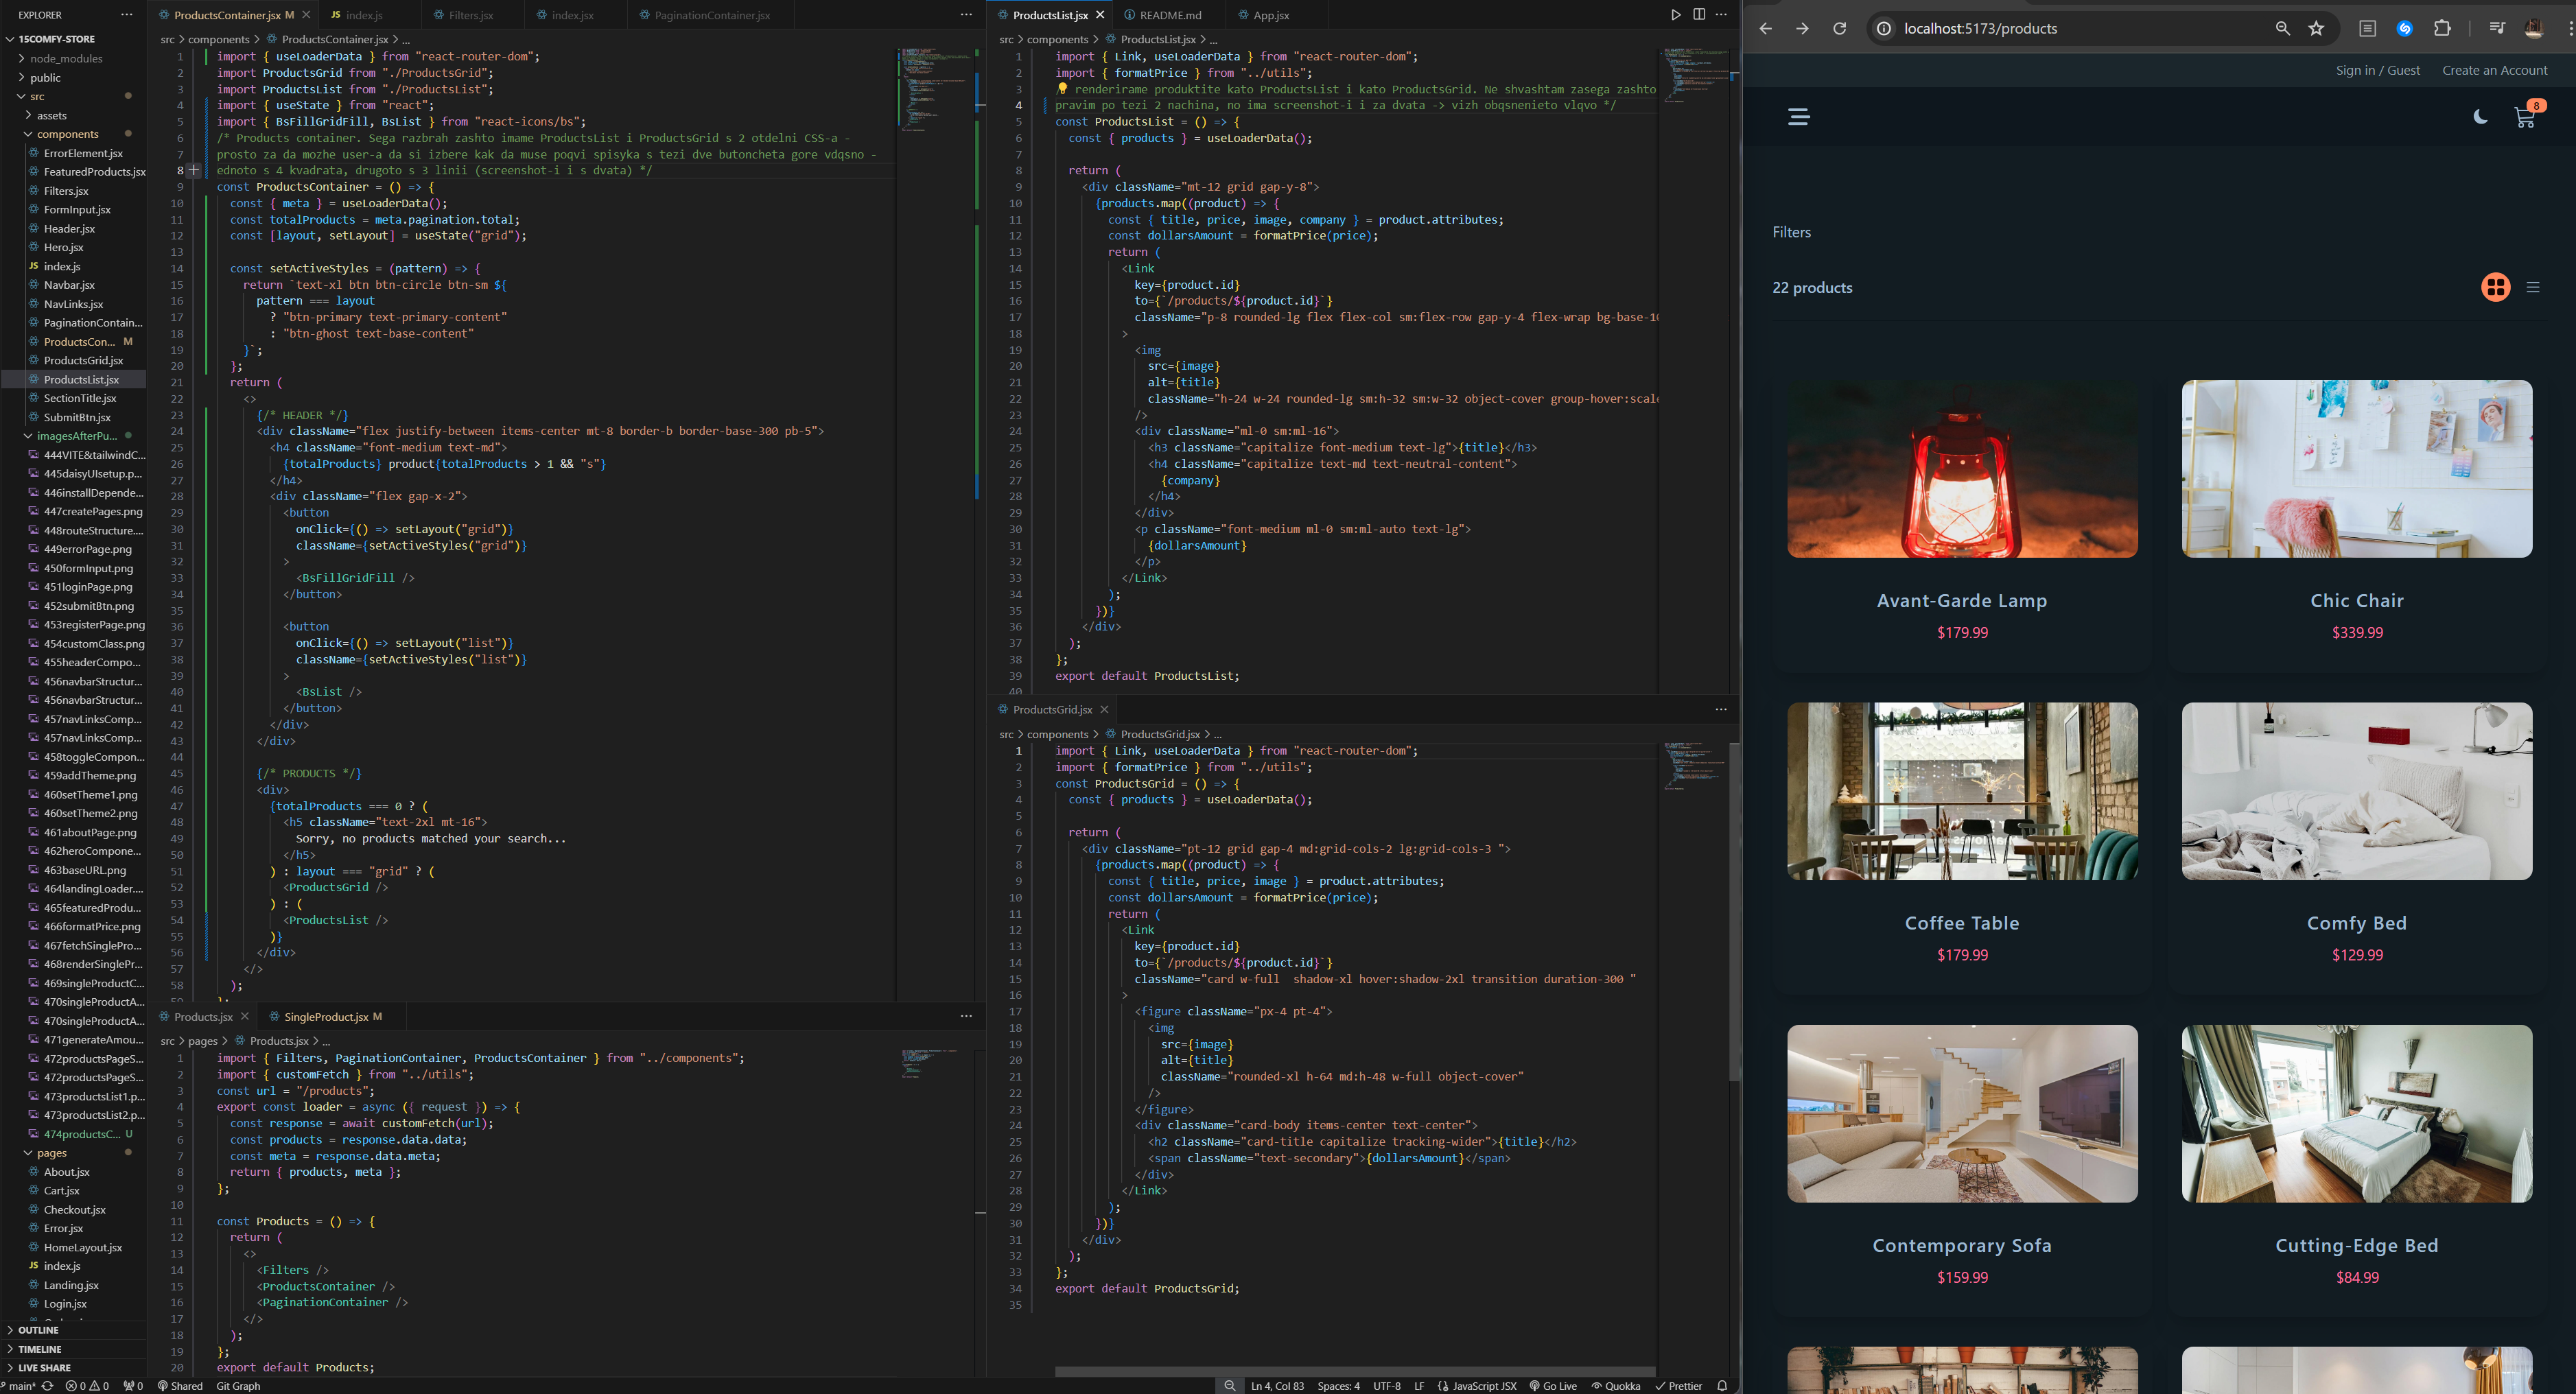 EXPLORER
15COMFY-STORE
node_modules
public
src
assets
components
ErrorElement.jsx
FeaturedProducts.jsx
Filters.jsx
FormInput.jsx
Header.jsx
Hero.jsx
JS index.js
Navbar.jsx
NavLinks.jsx
PaginationContain...
ProductsCon... M
ProductsGrid.jsx
ProductsList.jsx
SectionTitle.jsx
SubmitBtn.jsx
imagesAfterPu...
444VITE&tailwindC...
445daisyUIsetup.p...
446installDepende...
447createPages.png
448routeStructure....
449errorPage.png
450formInput.png
451loginPage.png
452submitBtn.png
453registerPage.png
454customClass.png
455headerCompo...
456navbarStructur...
456navbarStructur...
457navLinksComp...
457navLinksComp...
458toggleCompon...
459addTheme.png
460setTheme1.png
460setTheme2.png
461aboutPage.png
462heroCompone...
463baseURL.png
464landingLoader....
465featuredProdu...
466formatPrice.png
467fetchSinglePro...
468renderSinglePr...
469singleProductC...
470singleProductA...
470singleProductA...
471generateAmou...
472productsPageS...
472productsPageS...
473productsList1.p...
473productsList2.p...
474productsC... U
pages
About.jsx
Cart.jsx
Checkout.jsx
Error.jsx
HomeLayout.jsx
JS index.js
Landing.jsx
Login.jsx
OUTLINE
TIMELINE
LIVE SHARE
ProductsContainer.jsx M
JS index.js
Filters.jsx
index.jsx
PaginationContainer.jsx
src > components > ProductsContainer.jsx > ...
1 import { useLoaderData } from "react-router-dom";
2 import ProductsGrid from "./ProductsGrid";
3 import ProductsList from "./ProductsList";
4 import { useState } from "react";
5 import { BsFillGridFill, BsList } from "react-icons/bs";
6 /* Products container. Sega razbrah zashto imame ProductsList i ProductsGrid s 2 otdelni CSS-a -
7 prosto za da mozhe user-a da si izbere kak da muse poqvi spisyka s tezi dve butoncheta gore vdqsno -
8 ednoto s 4 kvadrata, drugoto s 3 linii (screenshot-i i s dvata) */
9 const ProductsContainer = () => {
10 const { meta } = useLoaderData();
11 const totalProducts = meta.pagination.total;
12 const [layout, setLayout] = useState("grid");
13
14 const setActiveStyles = (pattern) => {
15 return `text-xl btn btn-circle btn-sm ${
16 pattern === layout
17 ? "btn-primary text-primary-content"
18 : "btn-ghost text-base-content"
19 }`;
20 };
21 return (
22 <>
23 {/* HEADER */}
24 <div className="flex justify-between items-center mt-8 border-b border-base-300 pb-5">
25 <h4 className="font-medium text-md">
26 {totalProducts} product{totalProducts > 1 && "s"}
27 </h4>
28 <div className="flex gap-x-2">
29 <button
30 onClick={() => setLayout("grid")}
31 className={setActiveStyles("grid")}
32 >
33 <BsFillGridFill />
34 </button>
35
36 <button
37 onClick={() => setLayout("list")}
38 className={setActiveStyles("list")}
39 >
40 <BsList />
41 </button>
42 </div>
43 </div>
44
45 {/* PRODUCTS */}
46 <div>
47 {totalProducts === 0 ? (
48 <h5 className="text-2xl mt-16">
49 Sorry, no products matched your search...
50 </h5>
51 ) : layout === "grid" ? (
52 <ProductsGrid />
53 ) : (
54 <ProductsList />
55 )}
56 </div>
57 </>
58 );
59 };
Products.jsx
SingleProduct.jsx M
src > pages > Products.jsx > ...
1 import { Filters, PaginationContainer, ProductsContainer } from "../components";
2 import { customFetch } from "../utils";
3 const url = "/products";
4 export const loader = async ({ request }) => {
5 const response = await customFetch(url);
6 const products = response.data.data;
7 const meta = response.data.meta;
8 return { products, meta };
9 };
10
11 const Products = () => {
12 return (
13 <>
14 <Filters />
15 <ProductsContainer />
16 <PaginationContainer />
17 </>
18 );
19 };
20 export default Products;
ProductsList.jsx
README.md
App.jsx
src > components > ProductsList.jsx > ...
1 import { Link, useLoaderData } from "react-router-dom";
2 import { formatPrice } from "../utils";
3 renderirame produktite kato ProductsList i kato ProductsGrid. Ne shvashtam zasega zashto
4 pravim po tezi 2 nachina, no ima screenshot-i i za dvata -> vizh obqsnenieto vlqvo */
5 const ProductsList = () => {
6 const { products } = useLoaderData();
7
8 return (
9 <div className="mt-12 grid gap-y-8">
10 {products.map((product) => {
11 const { title, price, image, company } = product.attributes;
12 const dollarsAmount = formatPrice(price);
13 return (
14 <Link
15 key={product.id}
16 to={`/products/${product.id}`}
17 className="p-8 rounded-lg flex flex-col sm:flex-row gap-y-4 flex-wrap bg-base-10
18 >
19 <img
20 src={image}
21 alt={title}
22 className="h-24 w-24 rounded-lg sm:h-32 sm:w-32 object-cover group-hover:scale
23 />
24 <div className="ml-0 sm:ml-16">
25 <h3 className="capitalize font-medium text-lg">{title}</h3>
26 <h4 className="capitalize text-md text-neutral-content">
27 {company}
28 </h4>
29 </div>
30 <p className="font-medium ml-0 sm:ml-auto text-lg">
31 {dollarsAmount}
32 </p>
33 </Link>
34 );
35 })}
36 </div>
37 );
38 };
39 export default ProductsList;
40
ProductsGrid.jsx
src > components > ProductsGrid.jsx > ...
1 import { Link, useLoaderData } from "react-router-dom";
2 import { formatPrice } from "../utils";
3 const ProductsGrid = () => {
4 const { products } = useLoaderData();
5
6 return (
7 <div className="pt-12 grid gap-4 md:grid-cols-2 lg:grid-cols-3 ">
8 {products.map((product) => {
9 const { title, price, image } = product.attributes;
10 const dollarsAmount = formatPrice(price);
11 return (
12 <Link
13 key={product.id}
14 to={`/products/${product.id}`}
15 className="card w-full  shadow-xl hover:shadow-2xl transition duration-300 "
16 >
17 <figure className="px-4 pt-4">
18 <img
19 src={image}
20 alt={title}
21 className="rounded-xl h-64 md:h-48 w-full object-cover"
22 />
23 </figure>
24 <div className="card-body items-center text-center">
25 <h2 className="card-title capitalize tracking-wider">{title}</h2>
26 <span className="text-secondary">{dollarsAmount}</span>
27 </div>
28 </Link>
29 );
30 })}
31 </div>
32 );
33 };
34 export default ProductsGrid;
35
main* 0 0 0 Shared Git Graph Ln 4, Col 83 Spaces: 4 UTF-8 LF JavaScript JSX Go Live Quokka Prettier
localhost:5173/products
Sign in / Guest Create an Account
8
Filters
22 products
Avant-Garde Lamp
$179.99
Chic Chair
$339.99
Coffee Table
$179.99
Comfy Bed
$129.99
Contemporary Sofa
$159.99
Cutting-Edge Bed
$84.99